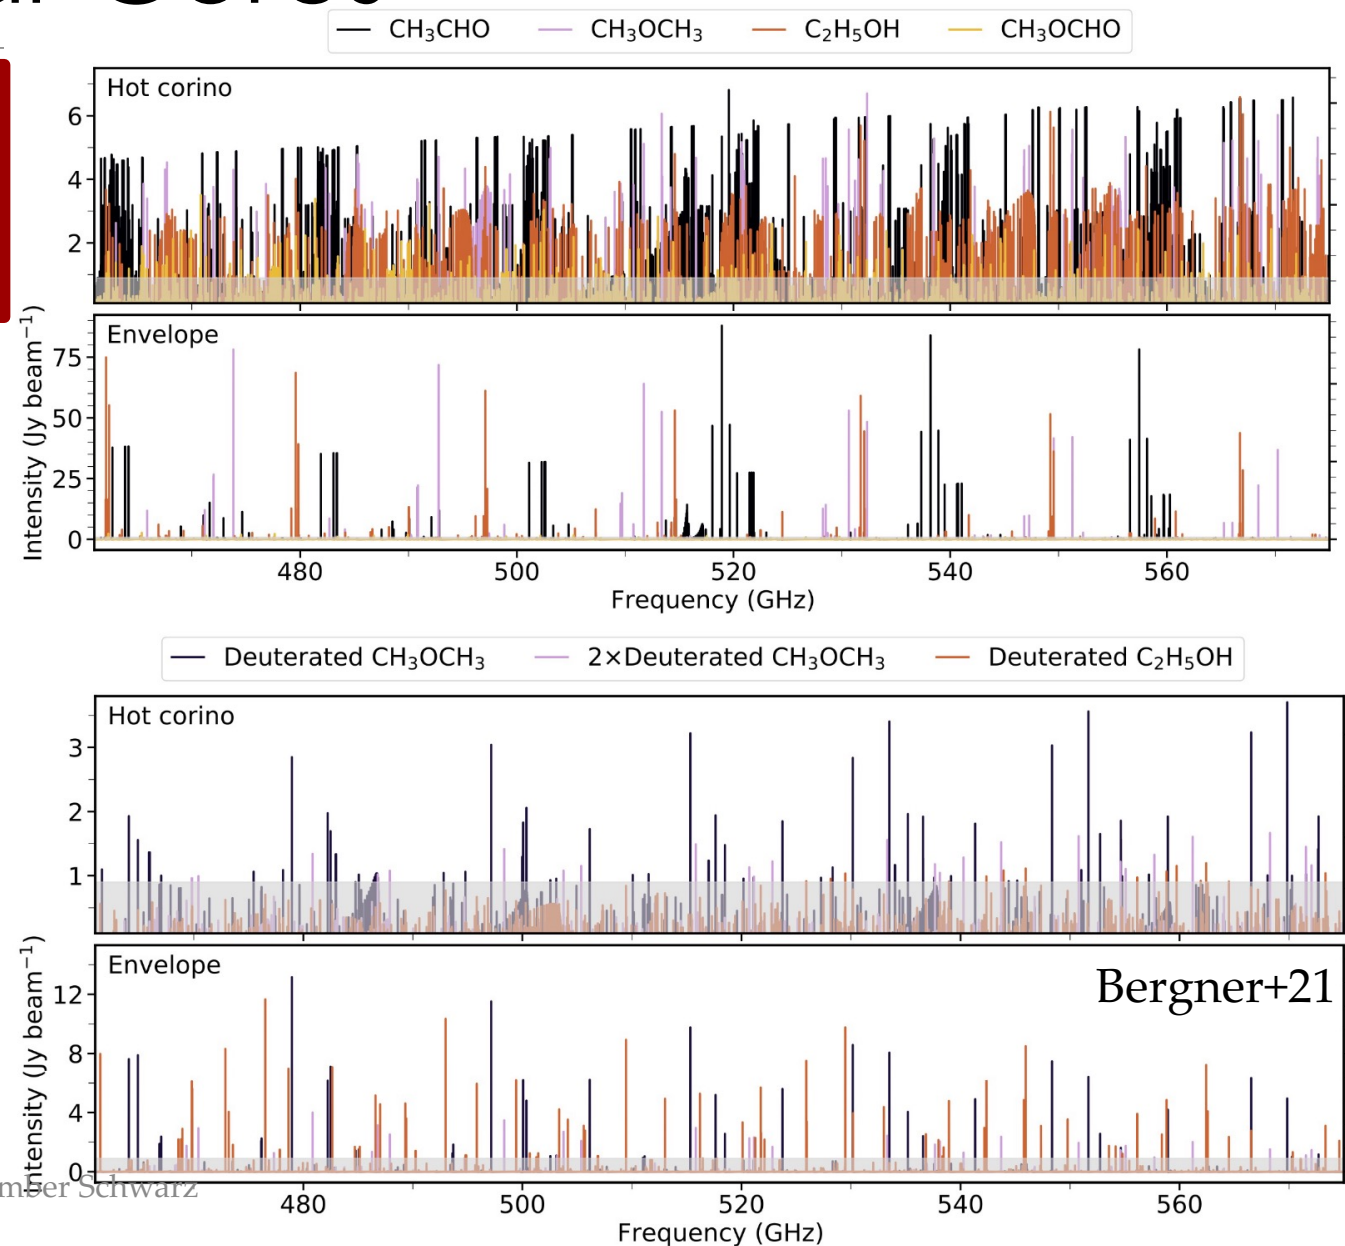 CH₃CHO CH₃OCH₃ C₂H₅OH CH₃OCHO
Hot corino
6
4
2
Envelope
75
50
25
0
Intensity (Jy beam⁻¹)
480 500 520 540 560
Frequency (GHz)
Deuterated CH₃OCH₃ 2×Deuterated CH₃OCH₃ Deuterated C₂H₅OH
Hot corino
3
2
1
Envelope
Bergner+21
12
8
4
0
Intensity (Jy beam⁻¹)
mber Schwarz
480 500 520 540 560
Frequency (GHz)